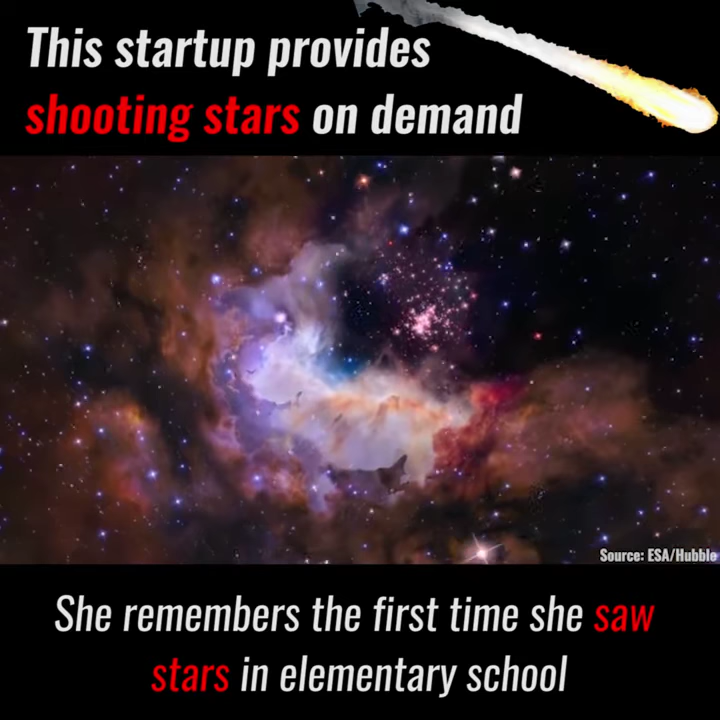 This startup provides
shooting stars on demand
Source: ESA/Hubble
She remembers the first time she saw
stars in elementary school